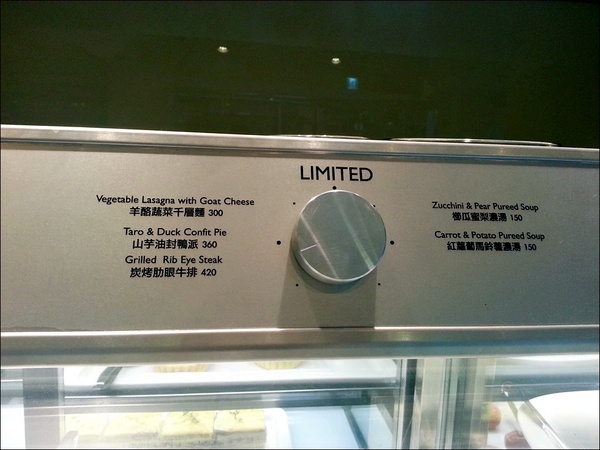 LIMITED
Vegetable Lasagna with Goat Cheese
羊酪蔬菜千層麵 300
Taro & Duck Confit Pie
山芋油封鴨派 360
Grilled Rib Eye Steak
炭烤肋眼牛排 420
Zucchini & Pear Pureed Soup
櫛瓜蜜梨濃湯 150
Carrot & Potato Pureed Soup
紅蘿蔔馬鈴薯濃湯 150